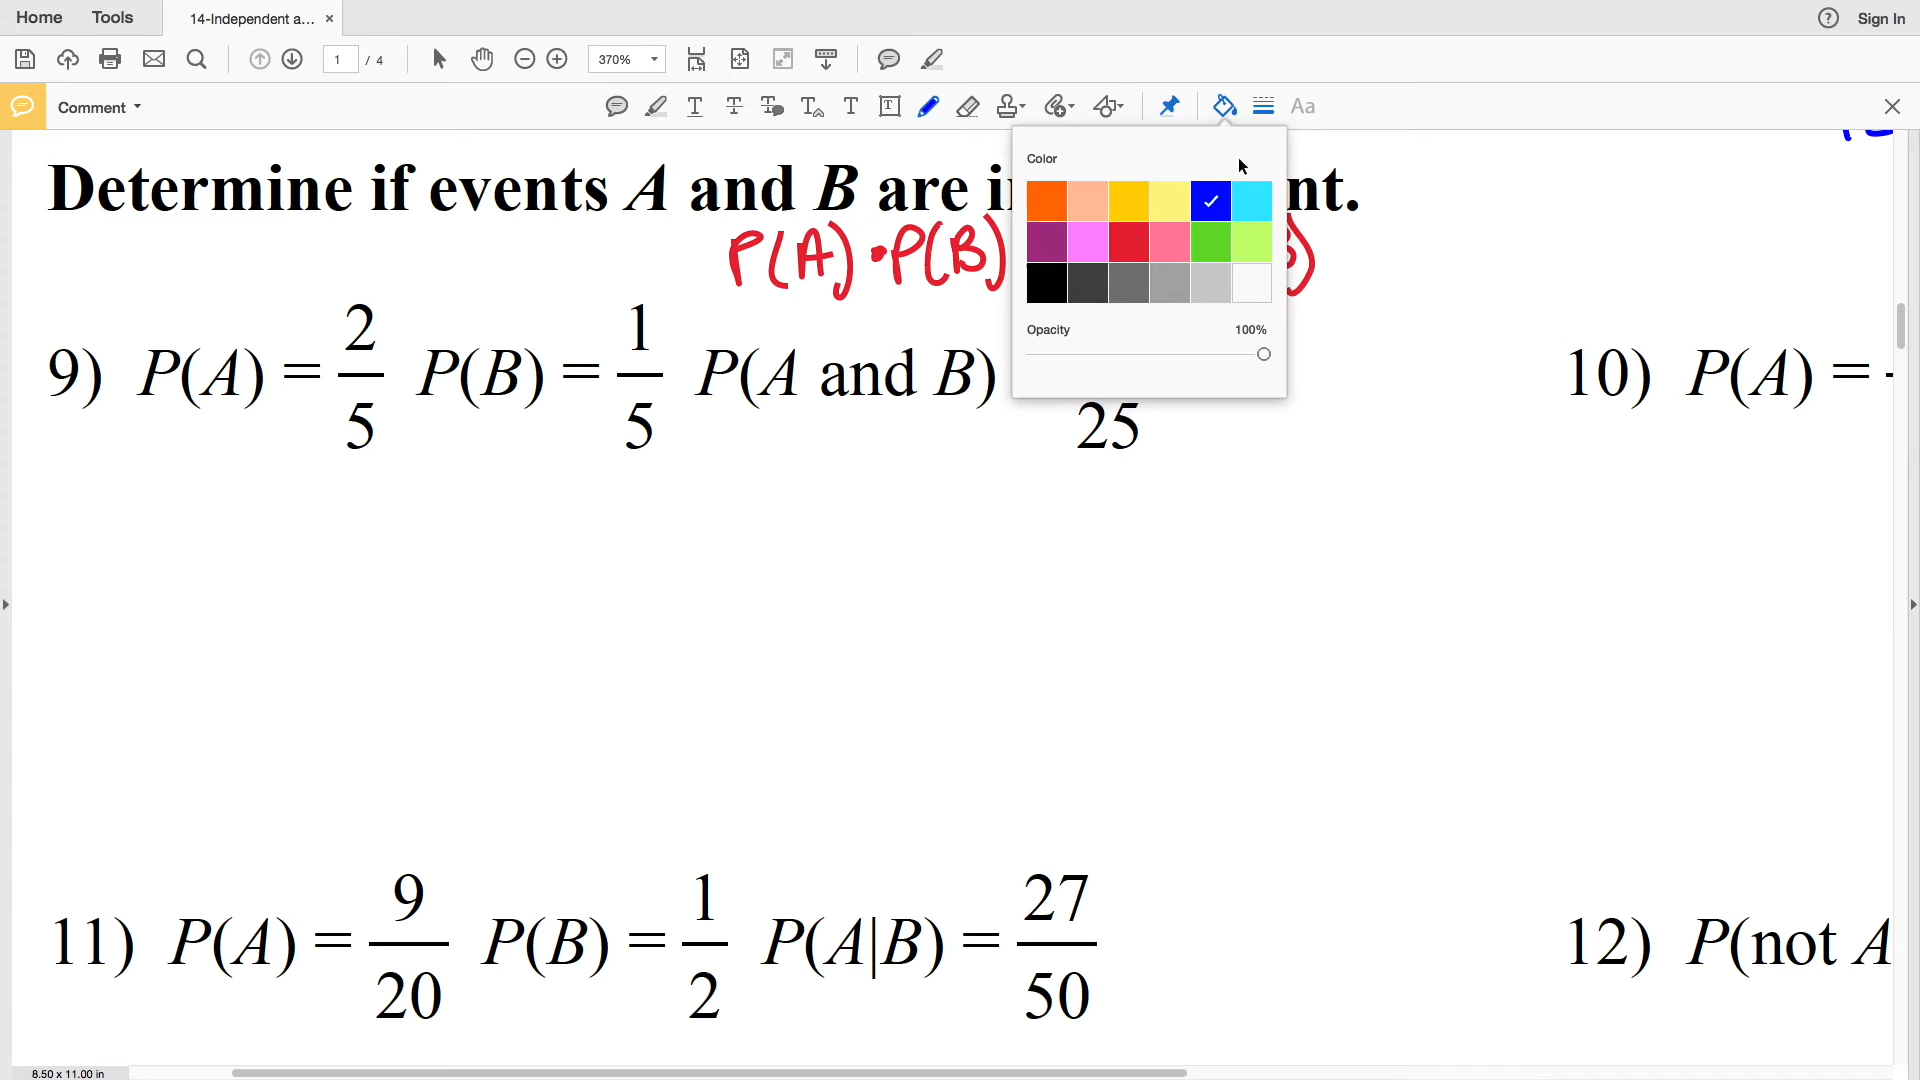 Home Tools 14-Independent a... × Sign In
1 / 4 370%
Comment Aa
Color
Determine if events A and B are i nt.
P(A)·P(B) )
Opacity 100%
9) P(A) = 2/5 P(B) = 1/5 P(A and B) 25
10) P(A) =
11) P(A) = 9/20 P(B) = 1/2 P(A|B) = 27/50
12) P(not A
8.50 x 11.00 in